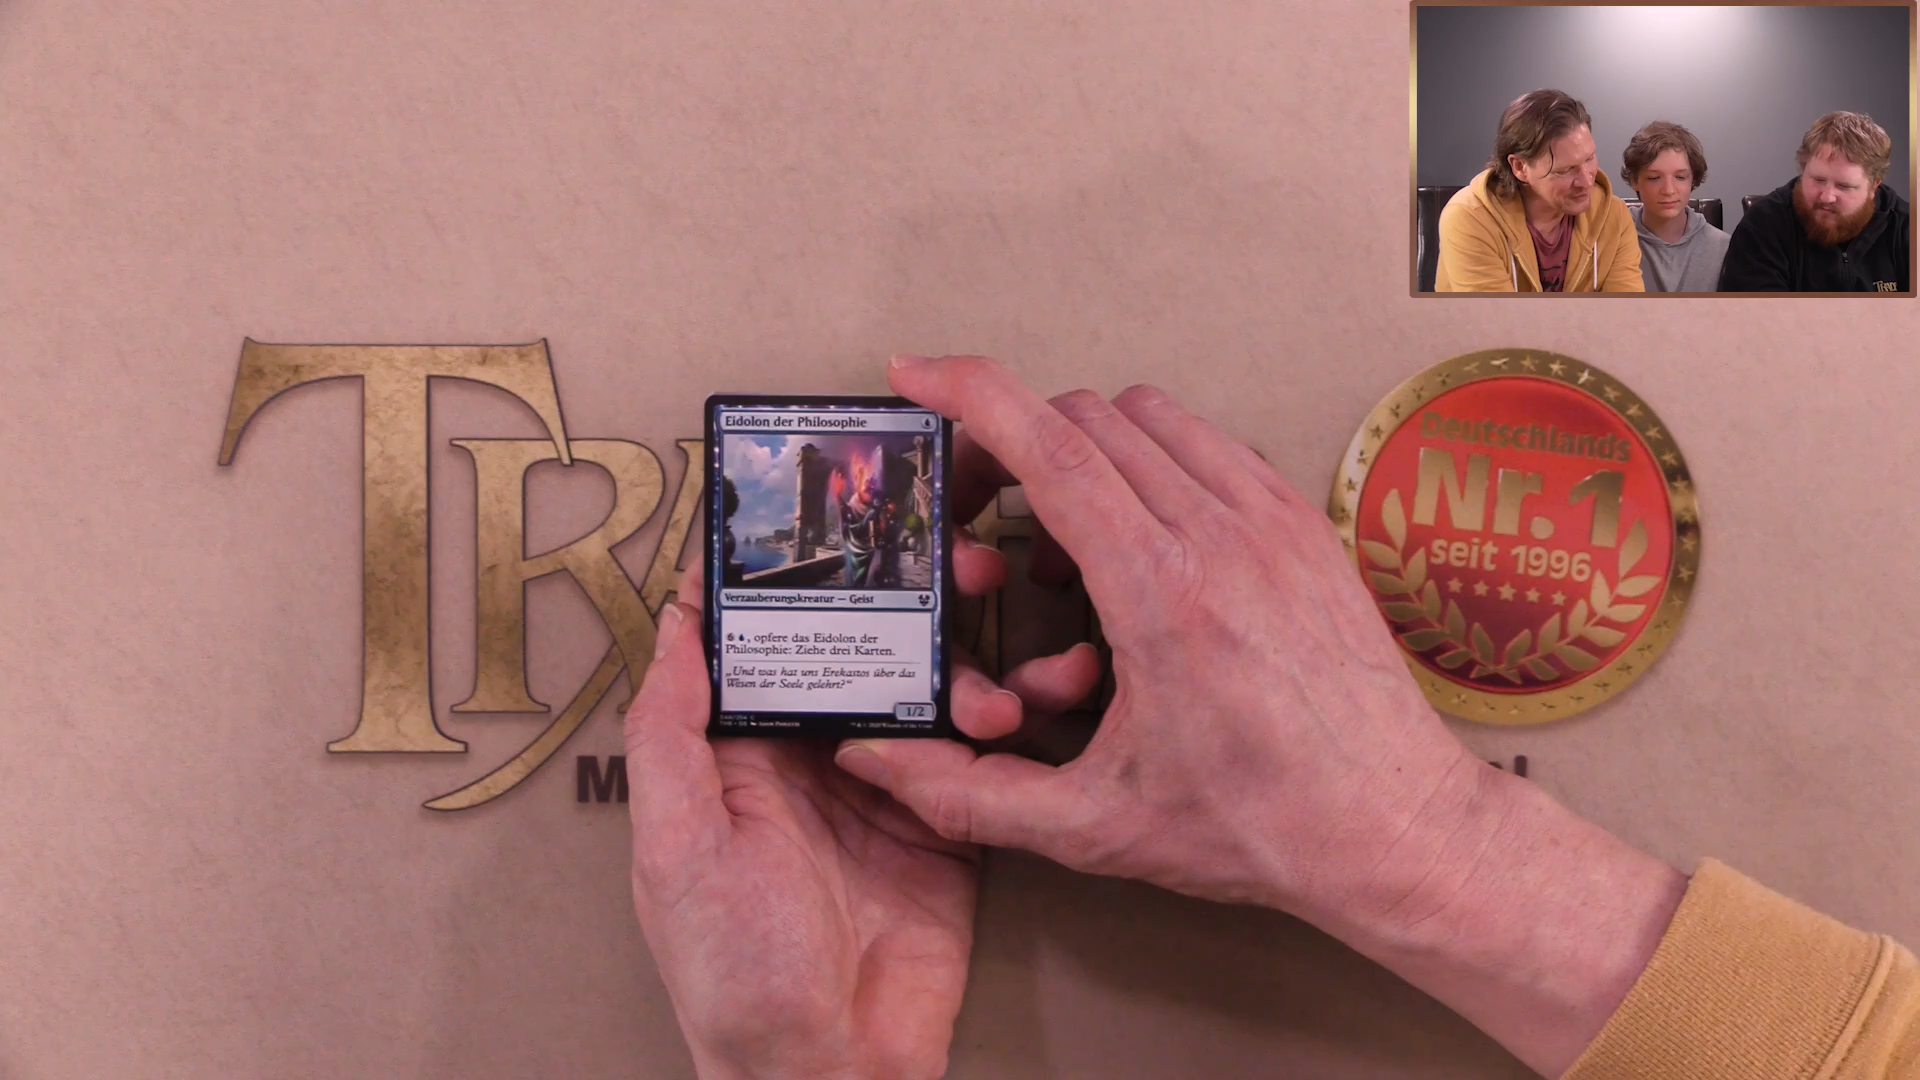 Eidolon der Philosophie
Verzauberungskreatur — Geist
6 , opfere das Eidolon der
Philosophie: Ziehe drei Karten.
„Und was hat uns Erekastos über das
Wesen der Seele gelehrt?“
1/2
Deutschlands
Nr. 1
seit 1996